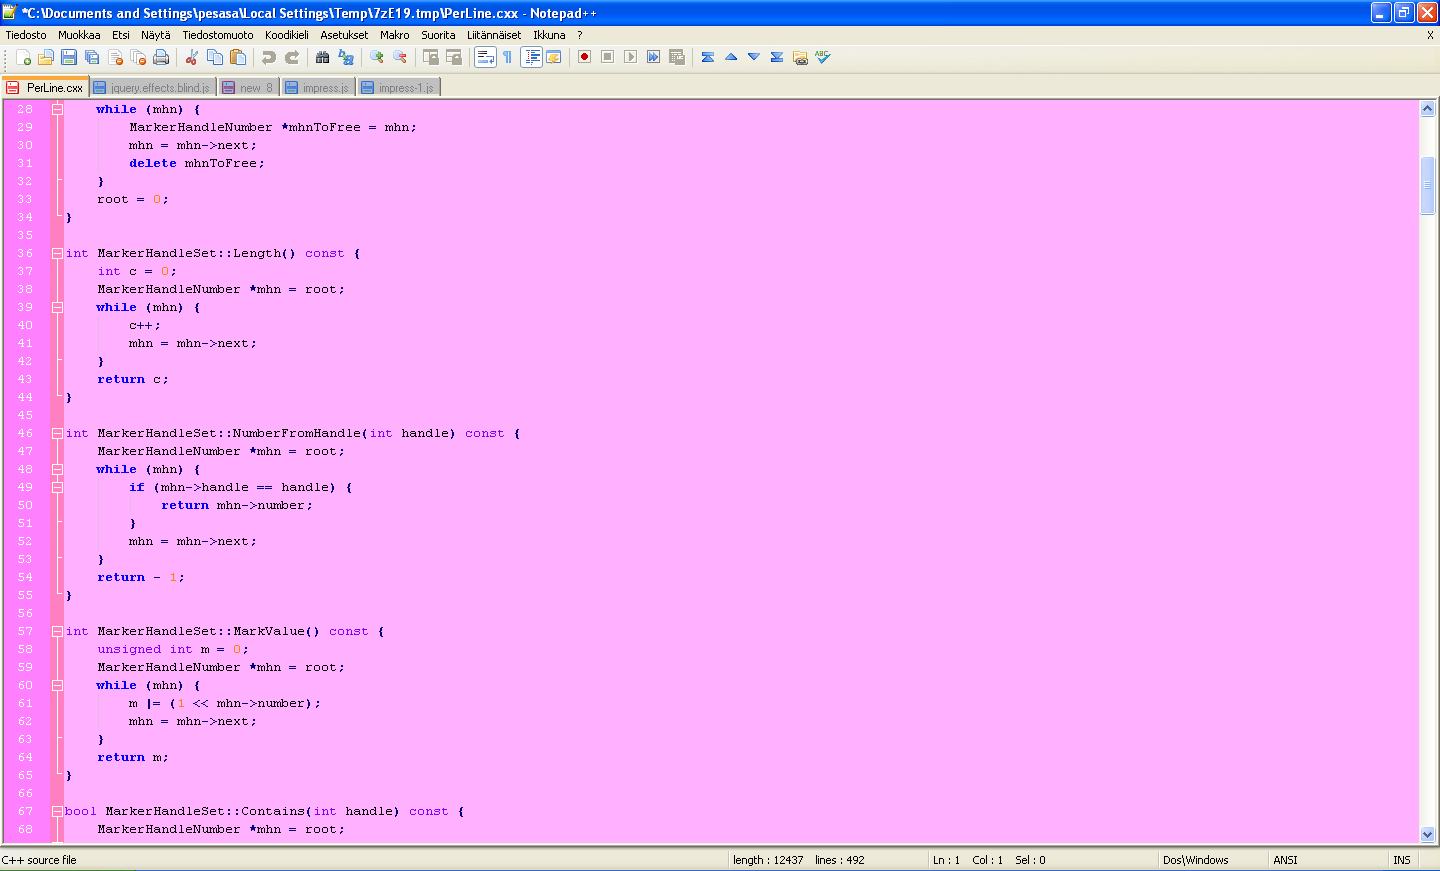 *C:\Documents and Settings\pesasa\Local Settings\Temp\7zE19.tmp\PerLine.cxx - Notepad++
Tiedosto Muokkaa Etsi Näytä Tiedostomuoto Koodikieli Asetukset Makro Suorita Liitännäiset Ikkuna ? X
ABC
PerLine.cxx jquery.effects.blind.js new 8 impress.js impress-1.js
28 while (mhn) {
29 MarkerHandleNumber *mhnToFree = mhn;
30 mhn = mhn->next;
31 delete mhnToFree;
32 }
33 root = 0;
34 }
35
36 int MarkerHandleSet::Length() const {
37 int c = 0;
38 MarkerHandleNumber *mhn = root;
39 while (mhn) {
40 c++;
41 mhn = mhn->next;
42 }
43 return c;
44 }
45
46 int MarkerHandleSet::NumberFromHandle(int handle) const {
47 MarkerHandleNumber *mhn = root;
48 while (mhn) {
49 if (mhn->handle == handle) {
50 return mhn->number;
51 }
52 mhn = mhn->next;
53 }
54 return - 1;
55 }
56
57 int MarkerHandleSet::MarkValue() const {
58 unsigned int m = 0;
59 MarkerHandleNumber *mhn = root;
60 while (mhn) {
61 m |= (1 << mhn->number);
62 mhn = mhn->next;
63 }
64 return m;
65 }
66
67 bool MarkerHandleSet::Contains(int handle) const {
68 MarkerHandleNumber *mhn = root;
C++ source file length : 12437 lines : 492 Ln : 1 Col : 1 Sel : 0 Dos\Windows ANSI INS